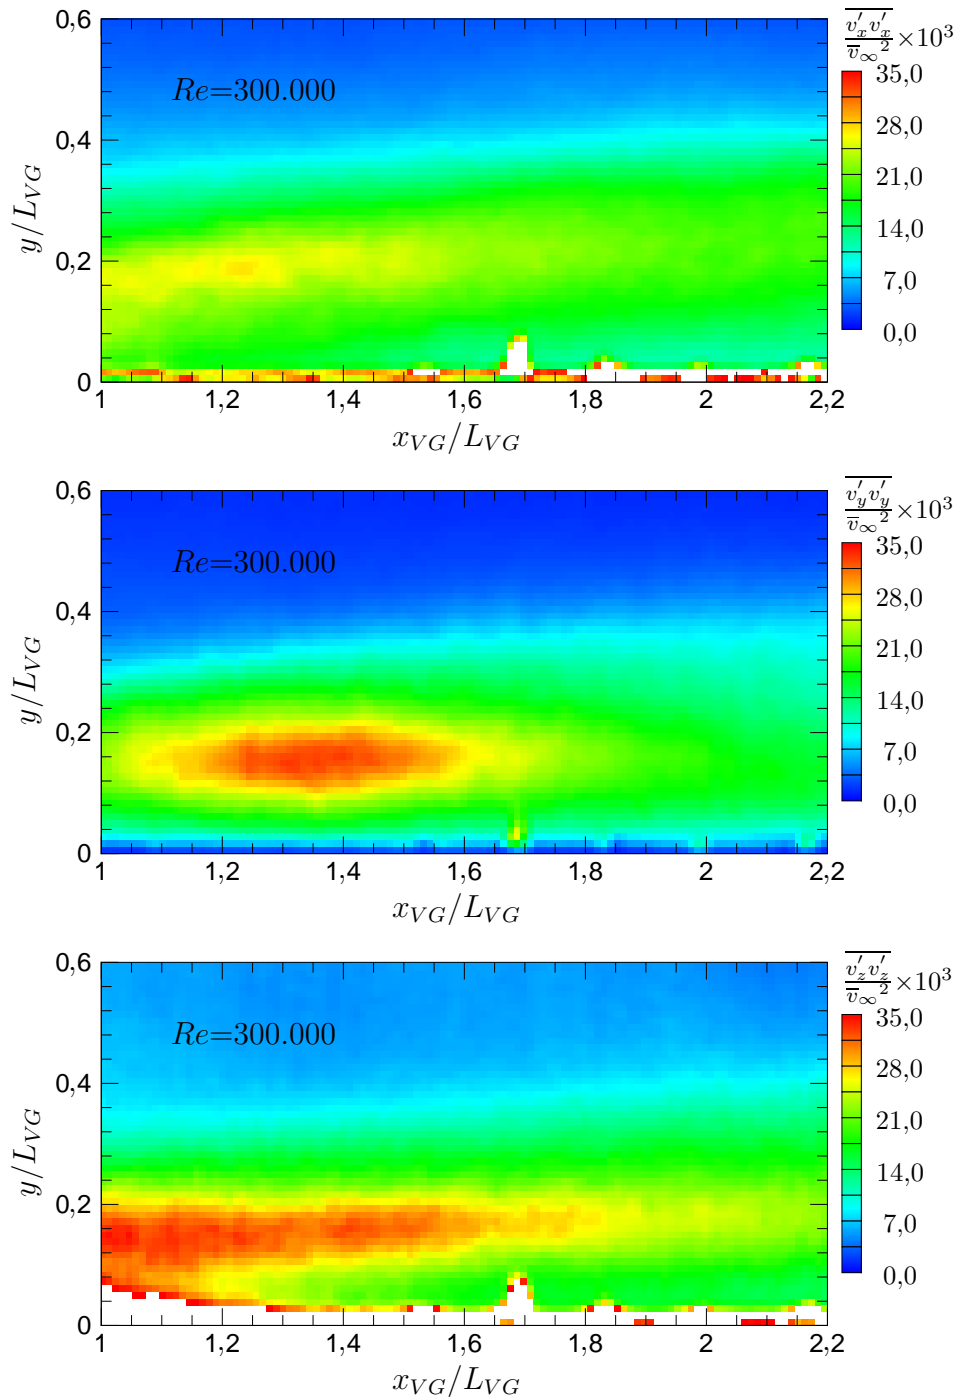 0,6
0,4
0,2
0
y/L_VG
Re=300.000
1 1,2 1,4 1,6 1,8 2 2,2
x_VG/L_VG
v′_x v′_x / v_∞² ×10³
35,0
28,0
21,0
14,0
7,0
0,0
0,6
0,4
0,2
0
y/L_VG
Re=300.000
1 1,2 1,4 1,6 1,8 2 2,2
x_VG/L_VG
v′_y v′_y / v_∞² ×10³
35,0
28,0
21,0
14,0
7,0
0,0
0,6
0,4
0,2
0
y/L_VG
Re=300.000
1 1,2 1,4 1,6 1,8 2 2,2
x_VG/L_VG
v′_z v′_z / v_∞² ×10³
35,0
28,0
21,0
14,0
7,0
0,0